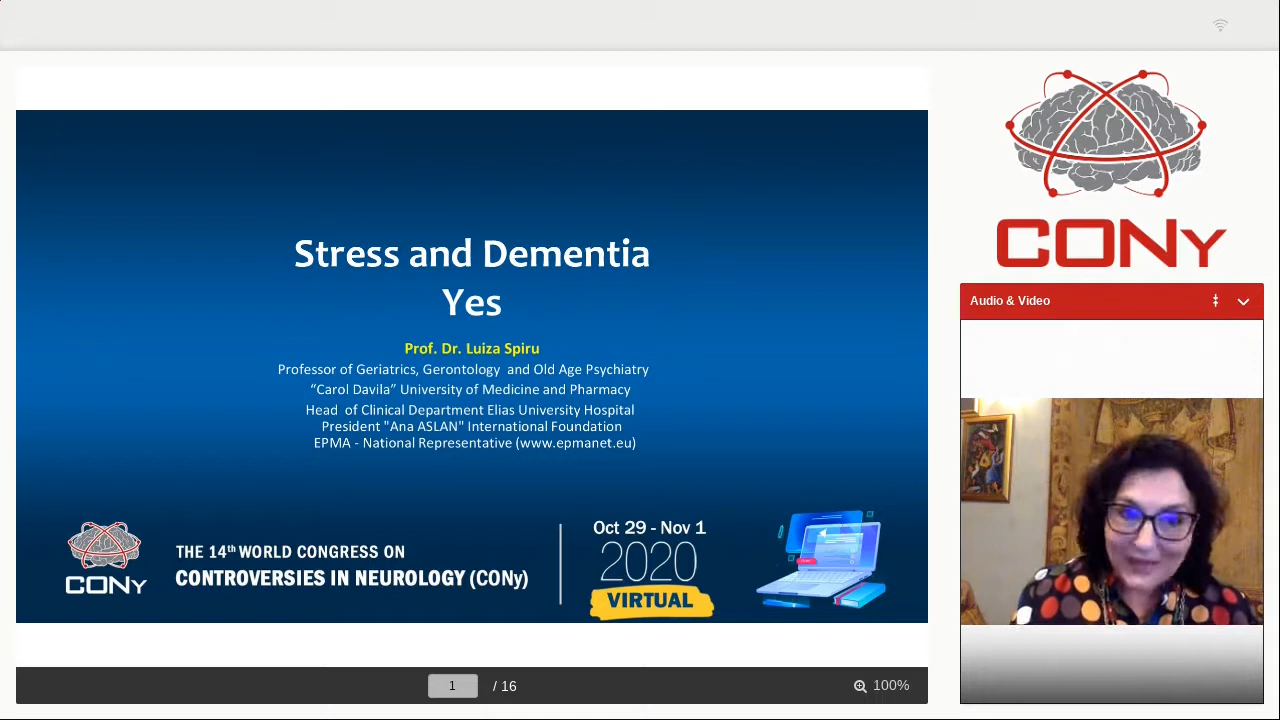 Stress and Dementia
Yes
Prof. Dr. Luiza Spiru
Professor of Geriatrics, Gerontology and Old Age Psychiatry
“Carol Davila” University of Medicine and Pharmacy
Head of Clinical Department Elias University Hospital
President "Ana ASLAN" International Foundation
EPMA - National Representative (www.epmanet.eu)
CONy
THE 14th WORLD CONGRESS ON
CONTROVERSIES IN NEUROLOGY (CONy)
Oct 29 - Nov 1
2020
VIRTUAL
1 / 16
100%
CONy
Audio & Video